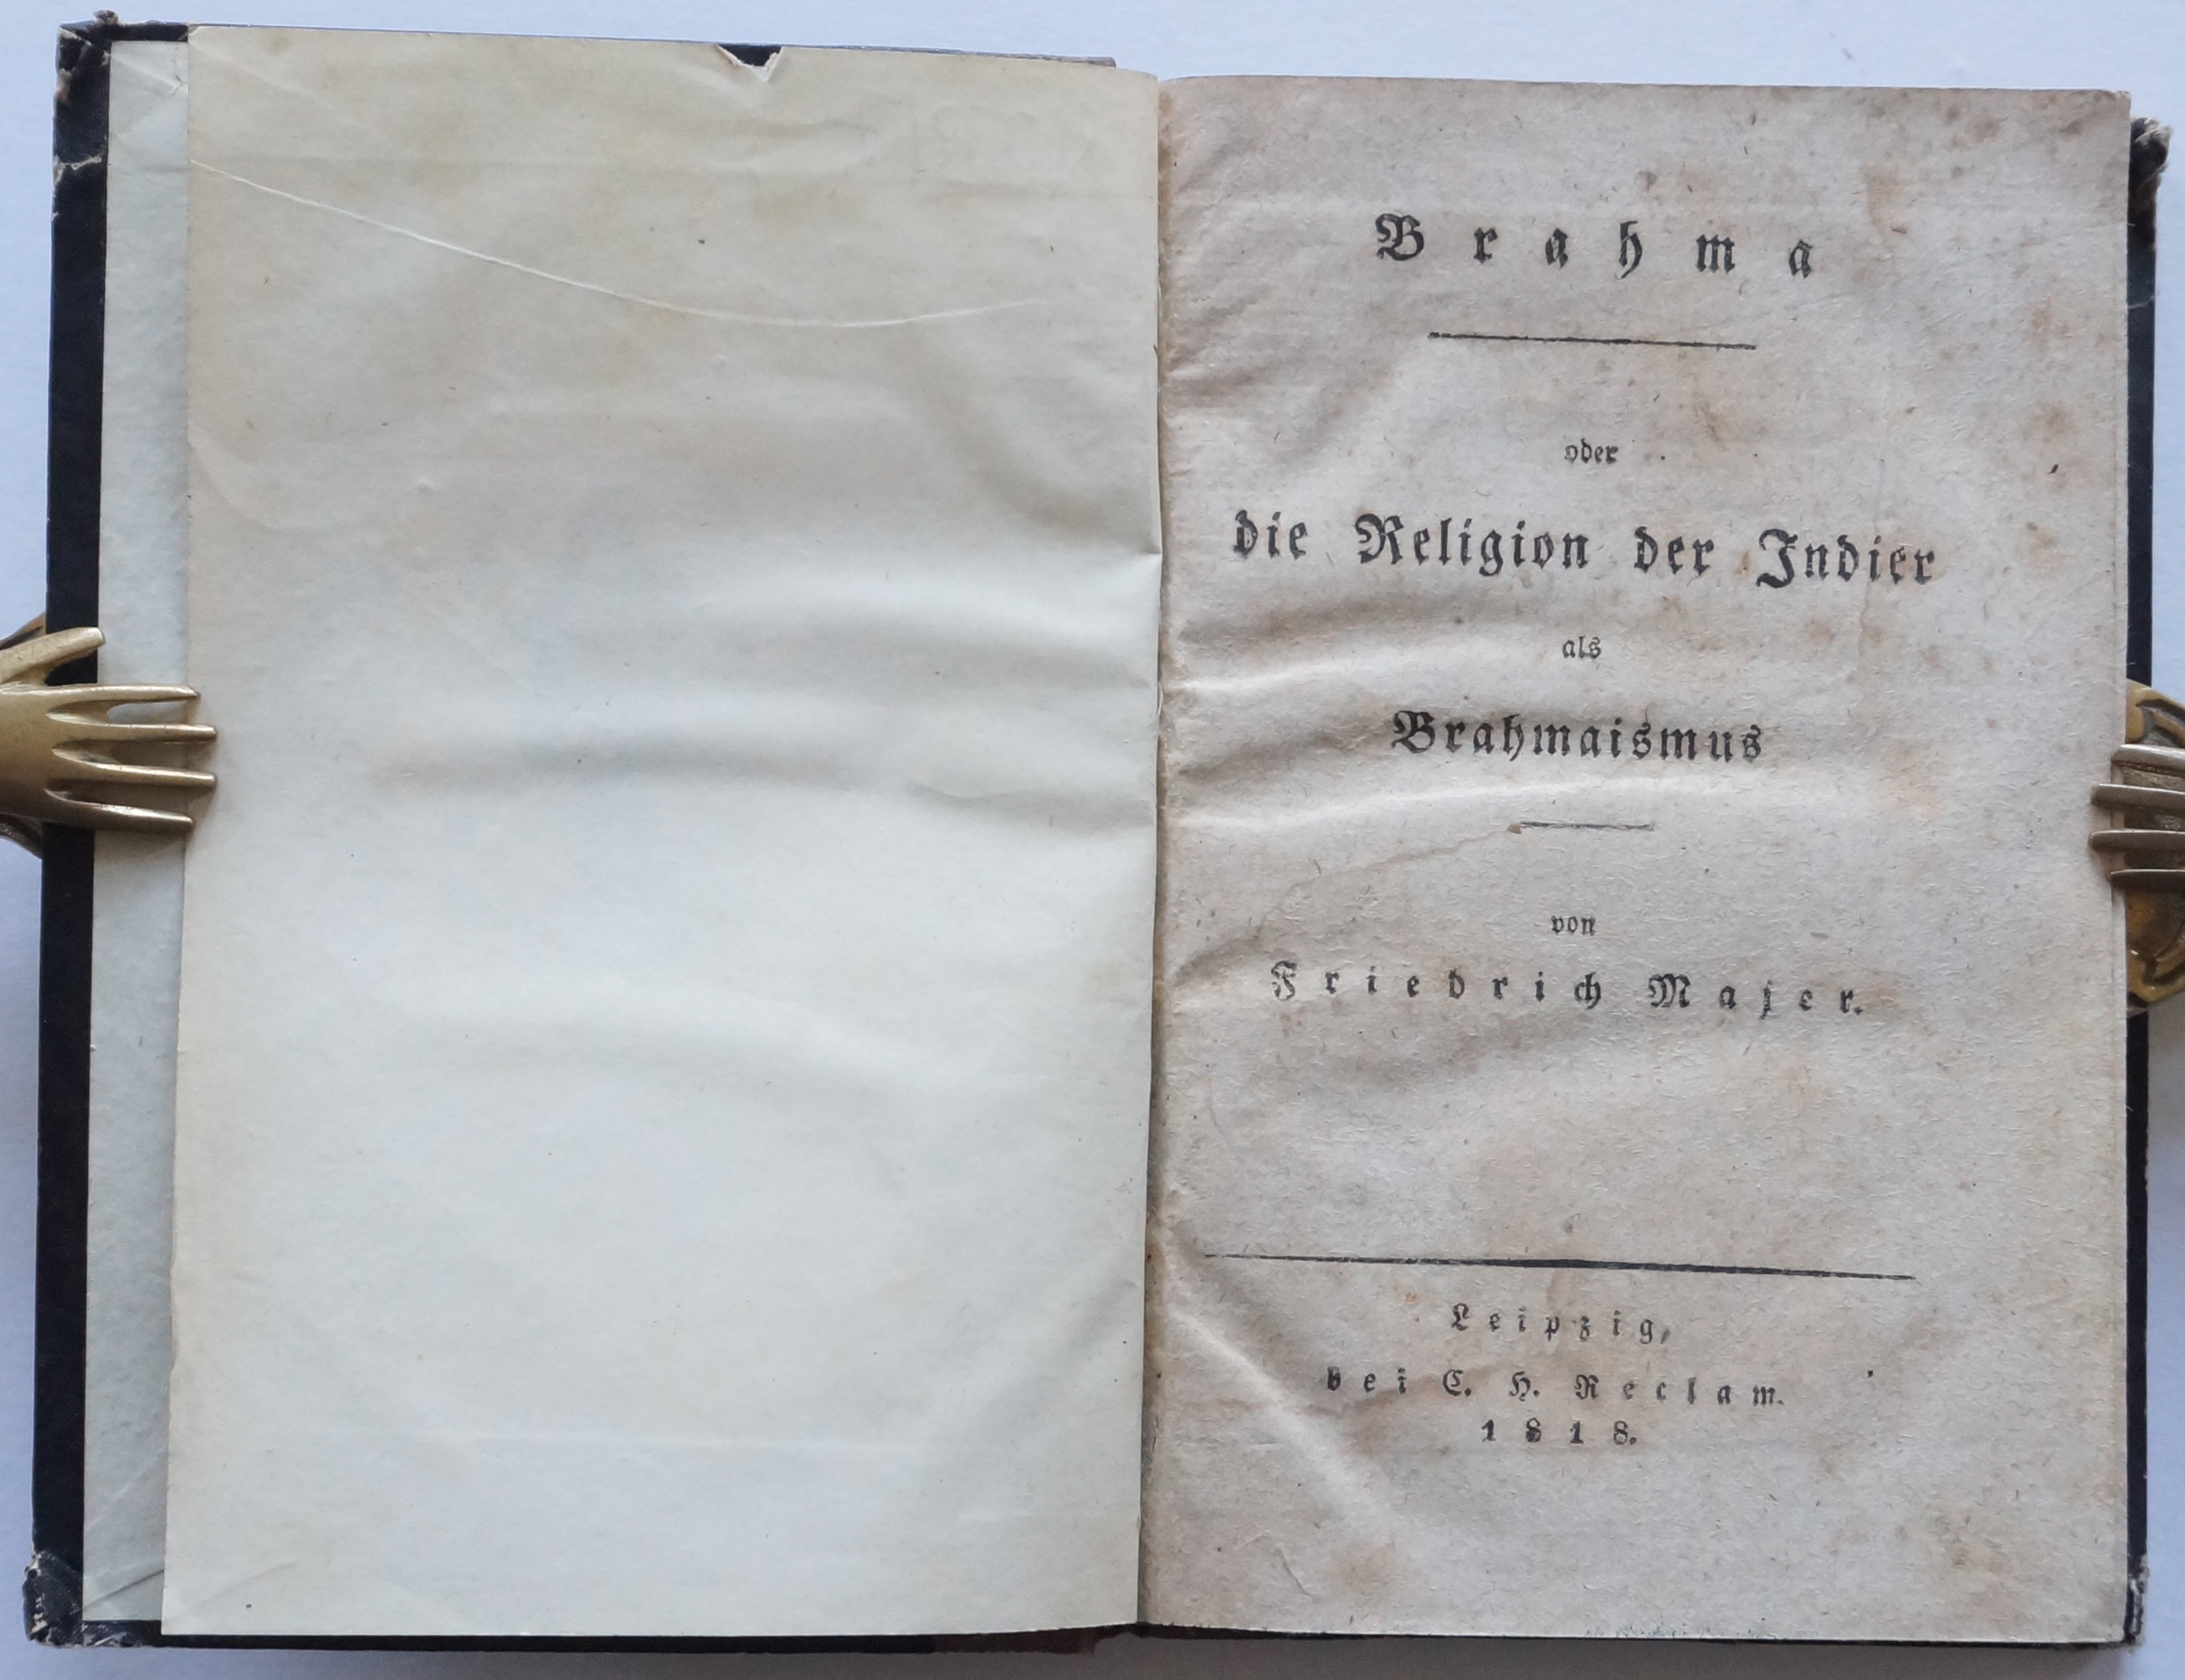 Brahma
oder
die Religion der Indier
als
Brahmaismus
von
Friedrich Majer.
Leipzig,
bei C. H. Reclam.
1818.